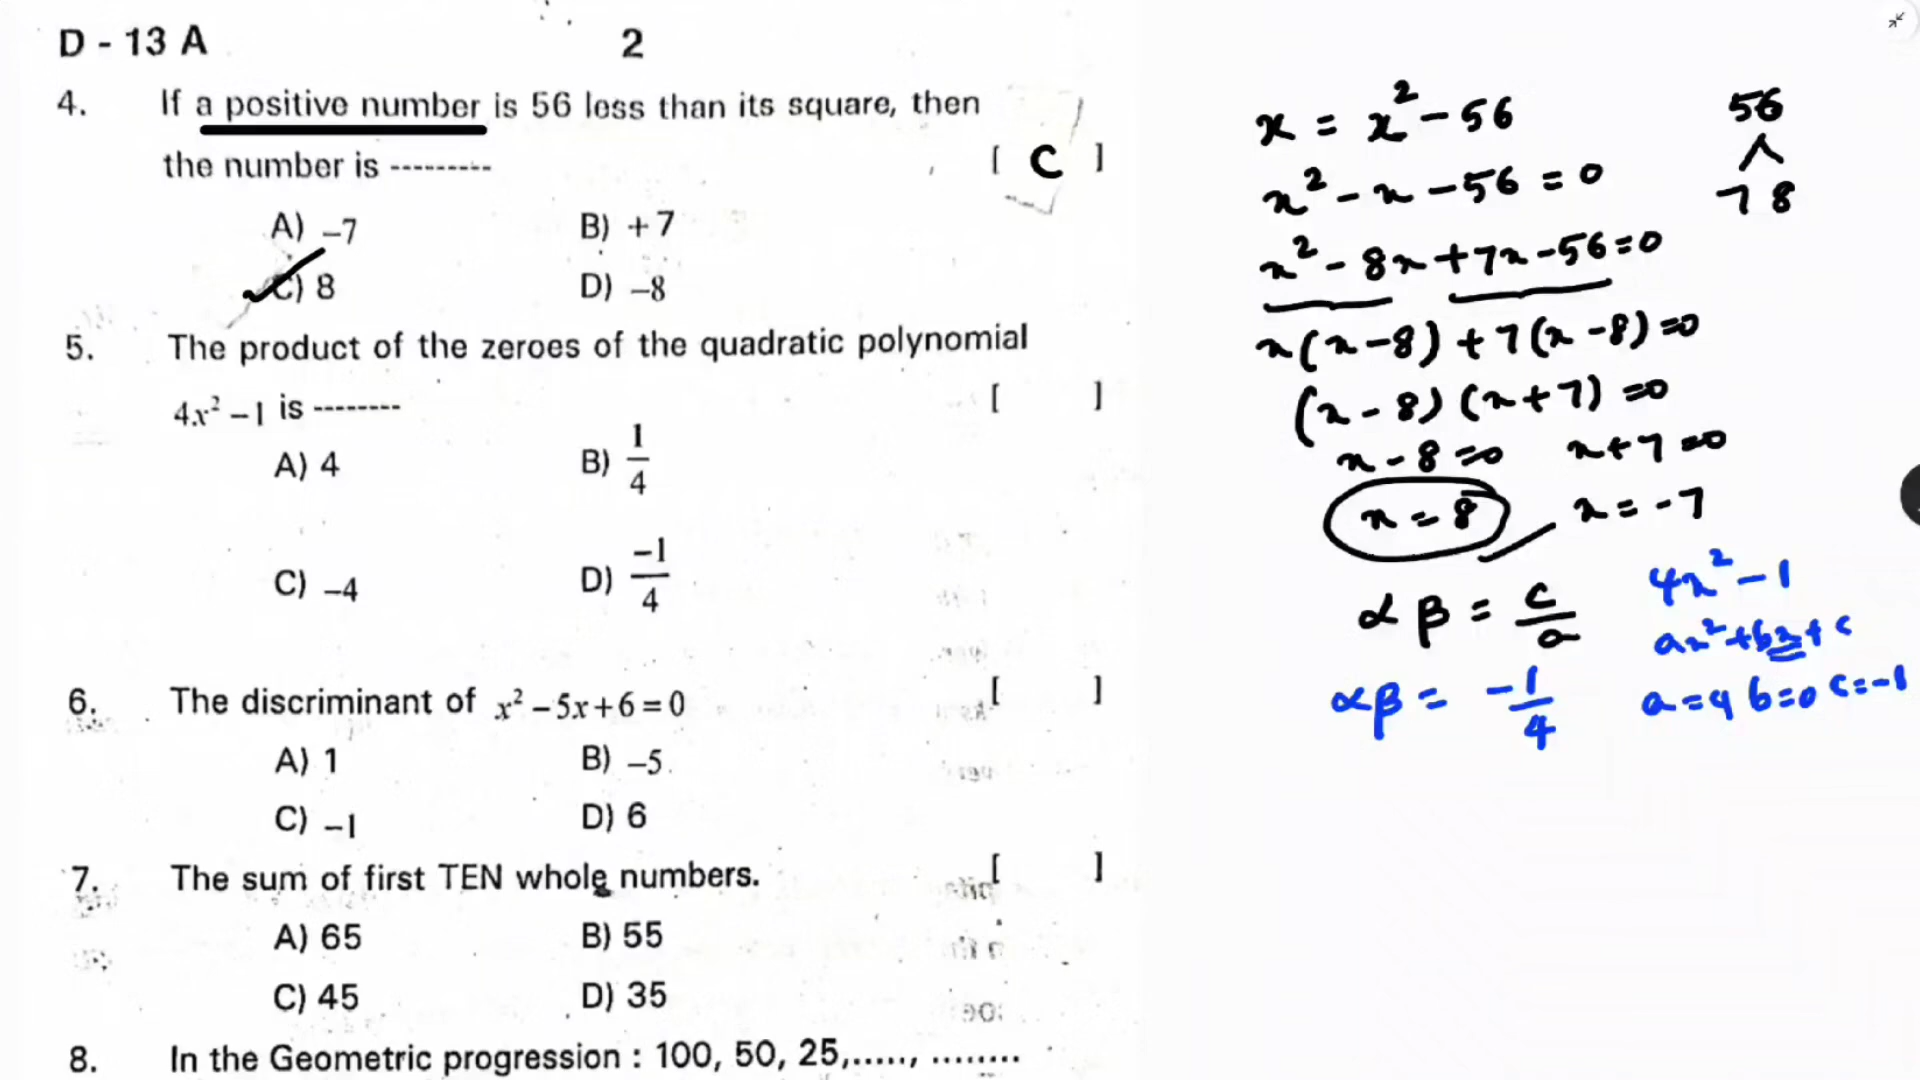 D - 13 A 2
4. If a positive number is 56 less than its square, then
the number is --------- [ C ]
A) –7 B) +7
C) 8 D) –8
5. The product of the zeroes of the quadratic polynomial
4x² – 1 is -------- [ ]
A) 4 B) 1/4
C) –4 D) –1/4
6. The discriminant of x² – 5x + 6 = 0 [ ]
A) 1 B) –5
C) –1 D) 6
7. The sum of first TEN whole numbers. [ ]
A) 65 B) 55
C) 45 D) 35
8. In the Geometric progression : 100, 50, 25,......, ........
x = x² – 56
x² – x – 56 = 0
x² – 8x + 7x – 56 = 0
x(x – 8) + 7(x – 8) = 0
(x – 8) (x + 7) = 0
x – 8 = 0 x + 7 = 0
x = 8 x = –7
56
7 8
αβ = c/a
αβ = –1/4
4x² – 1
ax² + bx + c
a = 4 b = 0 c = –1